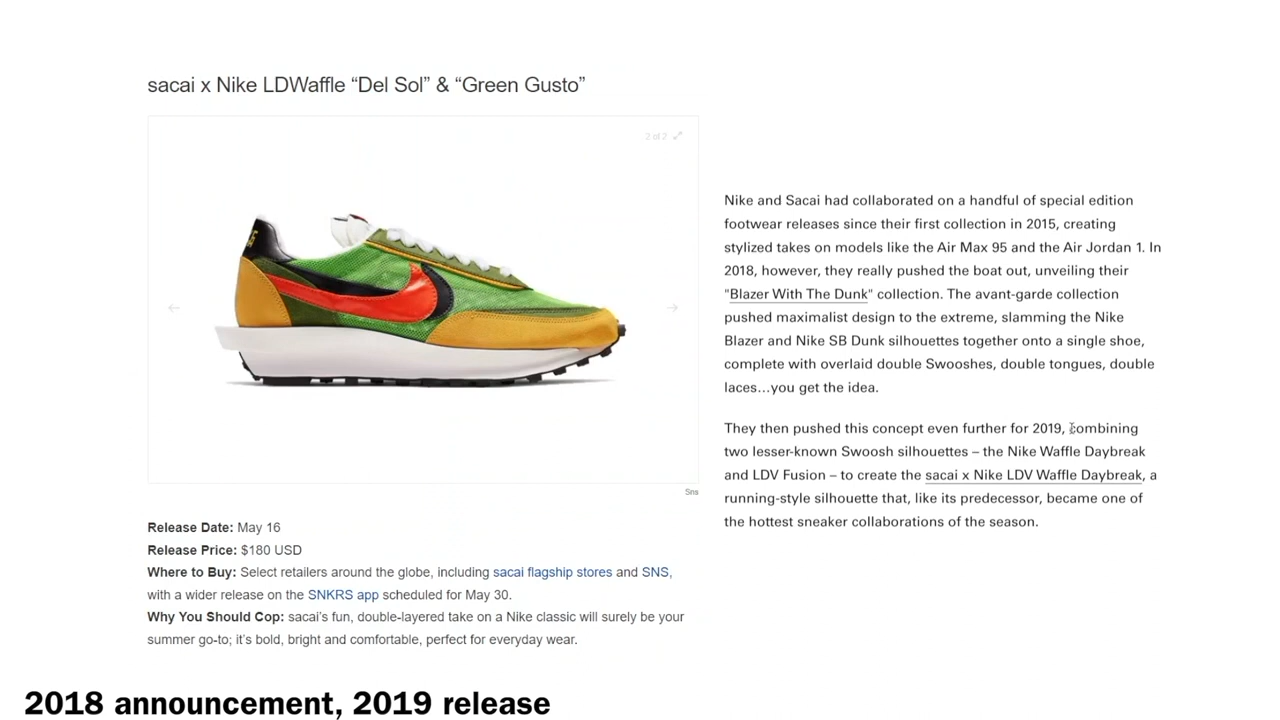 sacai x Nike LDWaffle “Del Sol” & “Green Gusto”
2 of 2
Sns
Release Date: May 16
Release Price: $180 USD
Where to Buy: Select retailers around the globe, including sacai flagship stores and SNS,
with a wider release on the SNKRS app scheduled for May 30.
Why You Should Cop: sacai’s fun, double-layered take on a Nike classic will surely be your
summer go-to; it’s bold, bright and comfortable, perfect for everyday wear.
Nike and Sacai had collaborated on a handful of special edition
footwear releases since their first collection in 2015, creating
stylized takes on models like the Air Max 95 and the Air Jordan 1. In
2018, however, they really pushed the boat out, unveiling their
"Blazer With The Dunk" collection. The avant-garde collection
pushed maximalist design to the extreme, slamming the Nike
Blazer and Nike SB Dunk silhouettes together onto a single shoe,
complete with overlaid double Swooshes, double tongues, double
laces…you get the idea.
They then pushed this concept even further for 2019, combining
two lesser-known Swoosh silhouettes – the Nike Waffle Daybreak
and LDV Fusion – to create the sacai x Nike LDV Waffle Daybreak, a
running-style silhouette that, like its predecessor, became one of
the hottest sneaker collaborations of the season.
2018 announcement, 2019 release